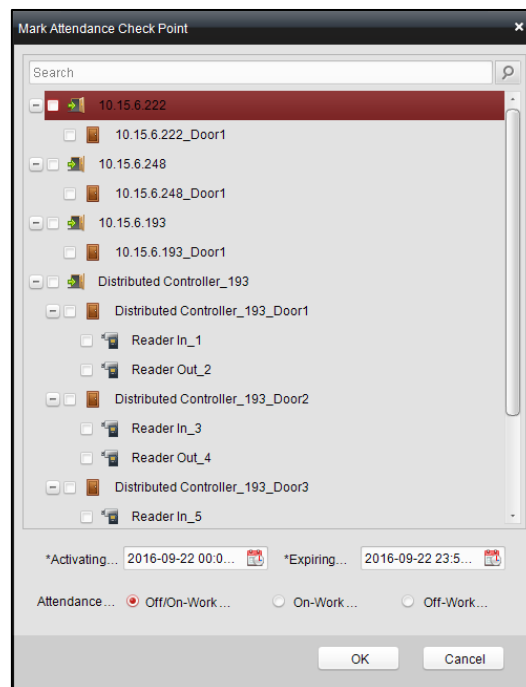 Mark Attendance Check Point ×
Search
10.15.6.222
10.15.6.222_Door1
10.15.6.248
10.15.6.248_Door1
10.15.6.193
10.15.6.193_Door1
Distributed Controller_193
Distributed Controller_193_Door1
Reader In_1
Reader Out_2
Distributed Controller_193_Door2
Reader In_3
Reader Out_4
Distributed Controller_193_Door3
Reader In_5
*Activating... 2016-09-22 00:0... *Expiring... 2016-09-22 23:5...
Attendance... Off/On-Work... On-Work... Off-Work...
OK Cancel